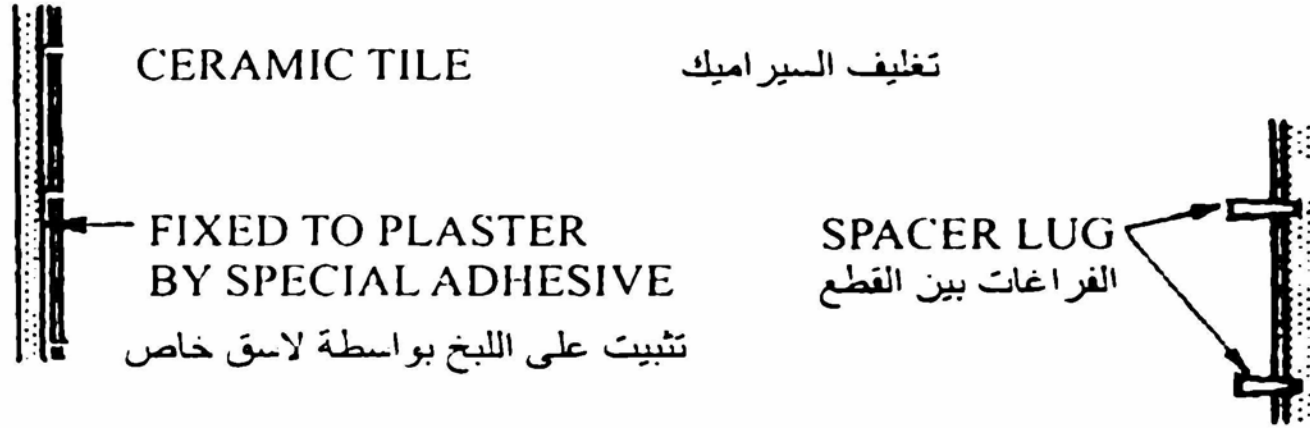 CERAMIC TILE
تغليف السيراميك
FIXED TO PLASTER
BY SPECIAL ADHESIVE
تثبيت على اللبخ بواسطة لاسق خاص
SPACER LUG
الفراغات بين القطع